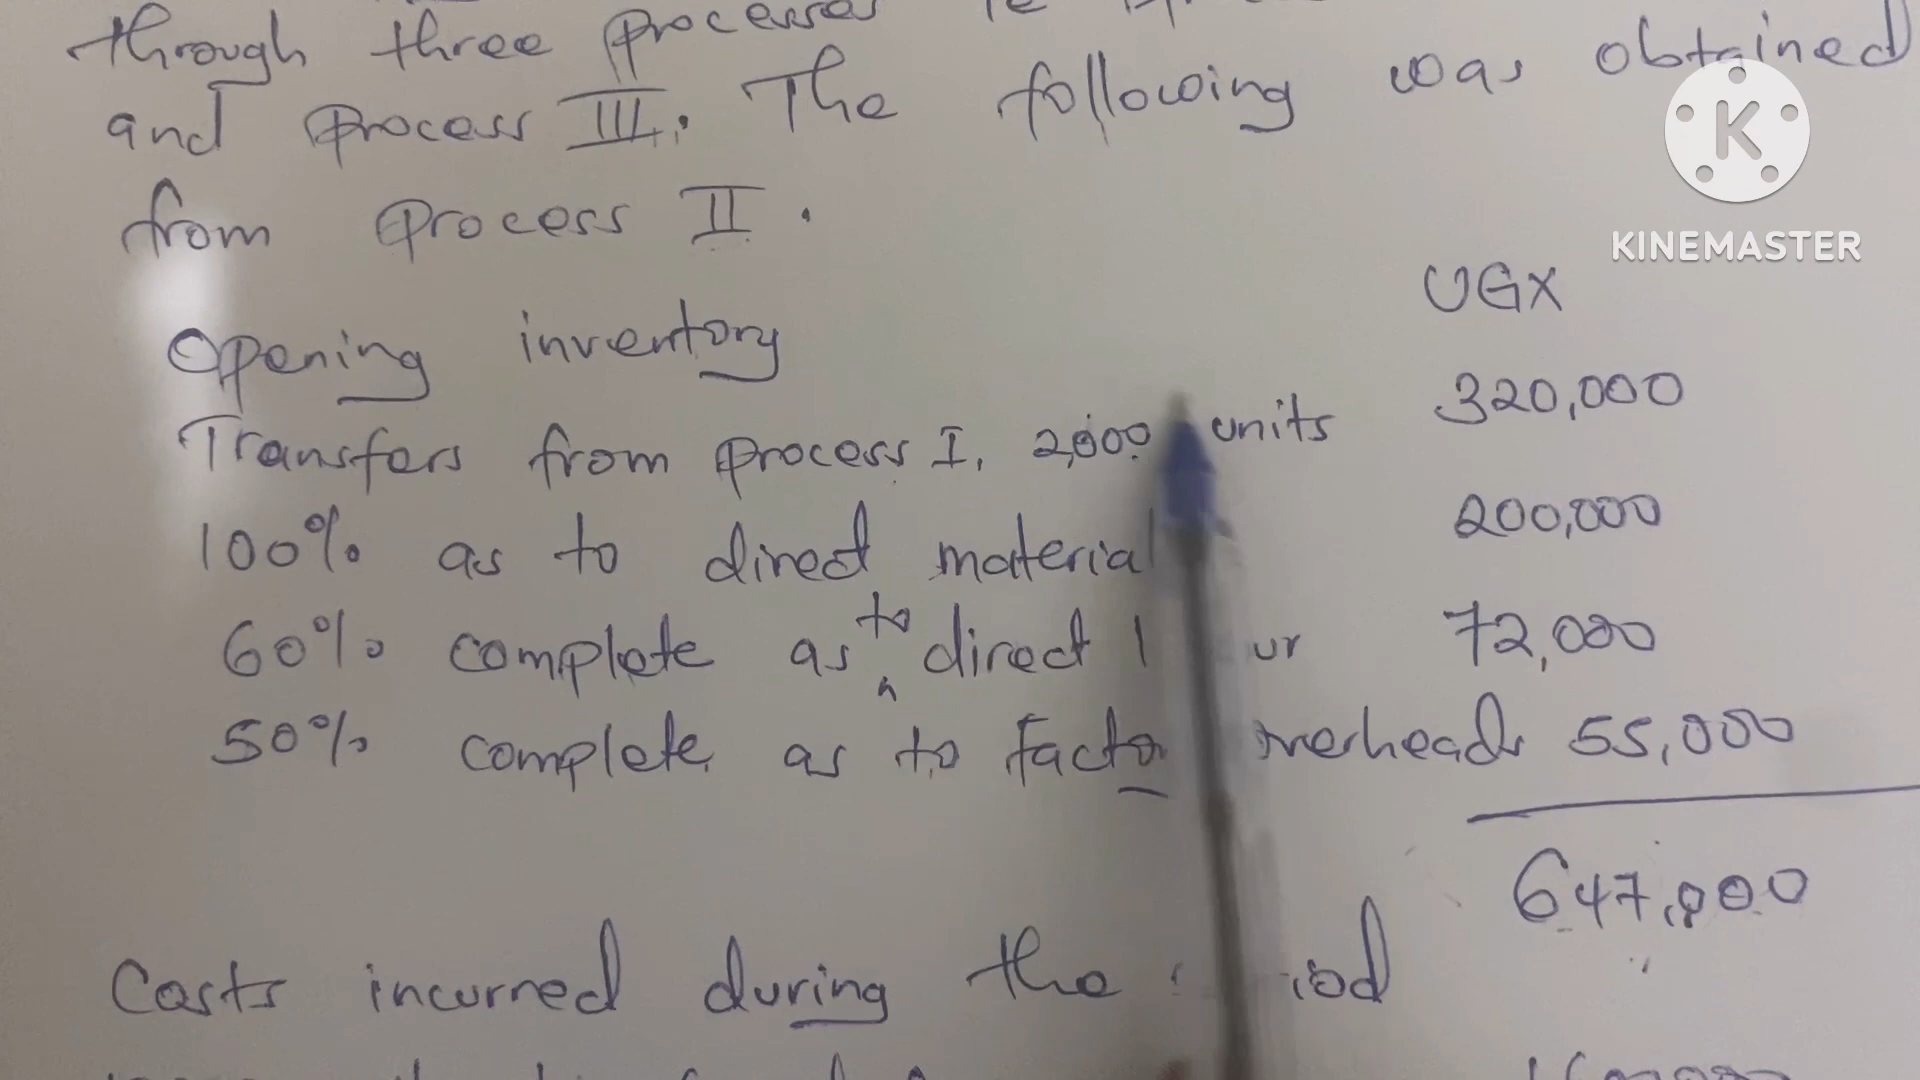 through three processes
and process III. The following was obtained
from process II.
K
KINEMASTER
UGX
Opening inventory
Transfers from process I, 2,000 units 320,000
100% as to direct material 200,000
60% complete as to direct 72,000
50% complete as to Factor overheads 55,000
647,000
Costs incurred during the